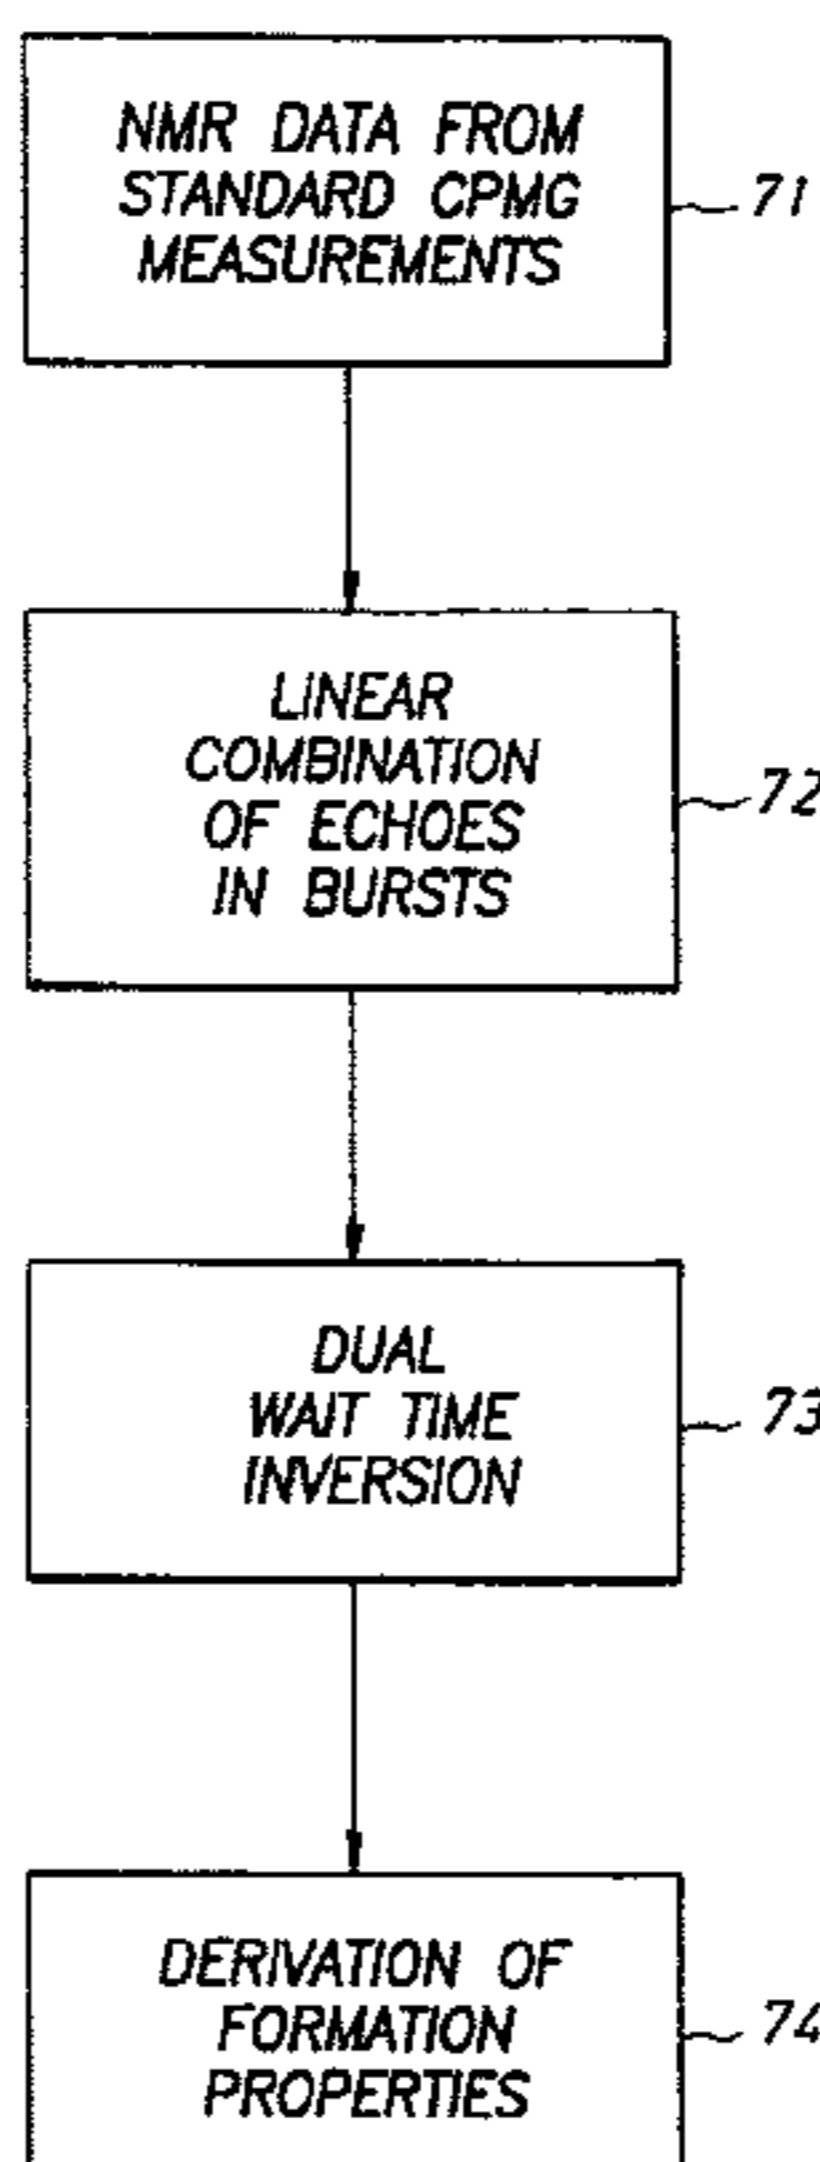 NMR DATA FROM
STANDARD CPMG
MEASUREMENTS
71
LINEAR
COMBINATION
OF ECHOES
IN BURSTS
72
DUAL
WAIT TIME
INVERSION
73
DERIVATION OF
FORMATION
PROPERTIES
74